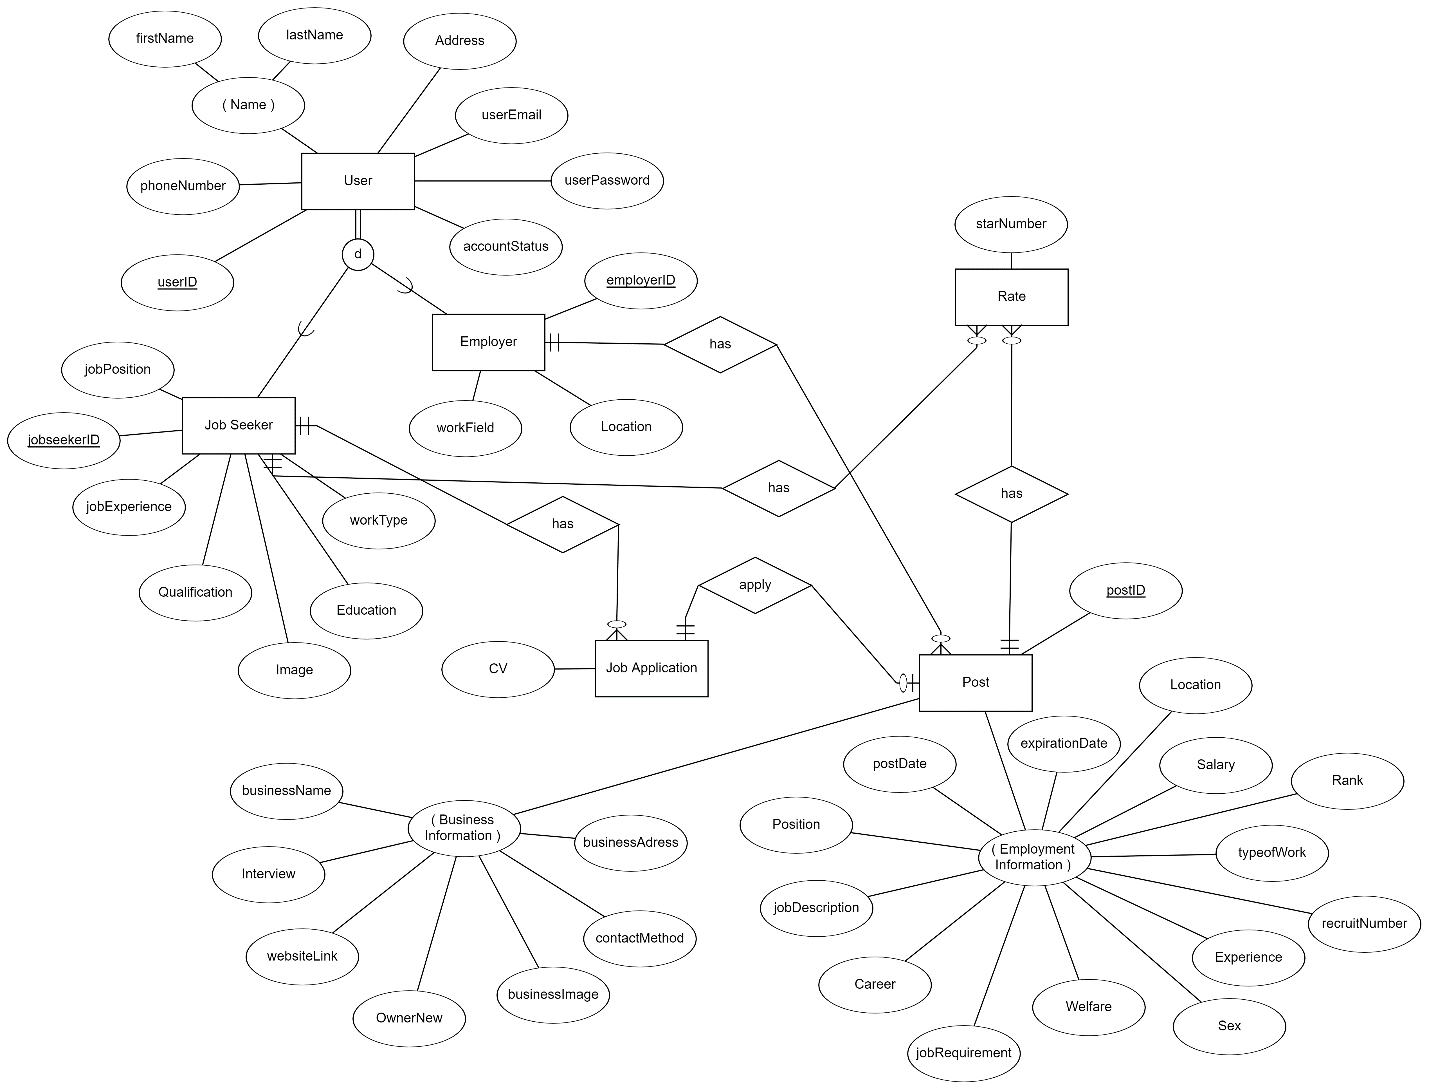 firstName
lastName
Address
( Name )
userEmail
User
userPassword
phoneNumber
accountStatus
userID
d
starNumber
Rate
employerID
Employer
has
jobPosition
workField
Location
Job Seeker
jobseekerID
has
has
jobExperience
workType
has
Qualification
Education
apply
postID
Image
CV
Job Application
Post
Location
expirationDate
postDate
Salary
Rank
businessName
( Business
Information )
businessAdress
Position
( Employment
Information )
typeofWork
Interview
jobDescription
recruitNumber
contactMethod
websiteLink
Experience
Career
businessImage
Welfare
OwnerNew
Sex
jobRequirement